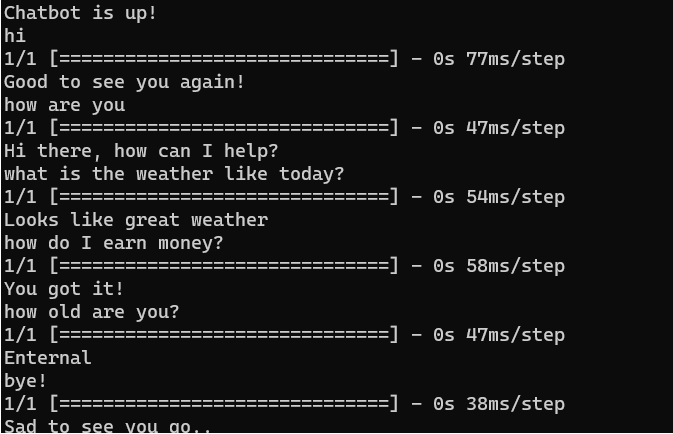 Chatbot is up!
hi
1/1 [==============================] - 0s 77ms/step
Good to see you again!
how are you
1/1 [==============================] - 0s 47ms/step
Hi there, how can I help?
what is the weather like today?
1/1 [==============================] - 0s 54ms/step
Looks like great weather
how do I earn money?
1/1 [==============================] - 0s 58ms/step
You got it!
how old are you?
1/1 [==============================] - 0s 47ms/step
Enternal
bye!
1/1 [==============================] - 0s 38ms/step
Sad to see you go..